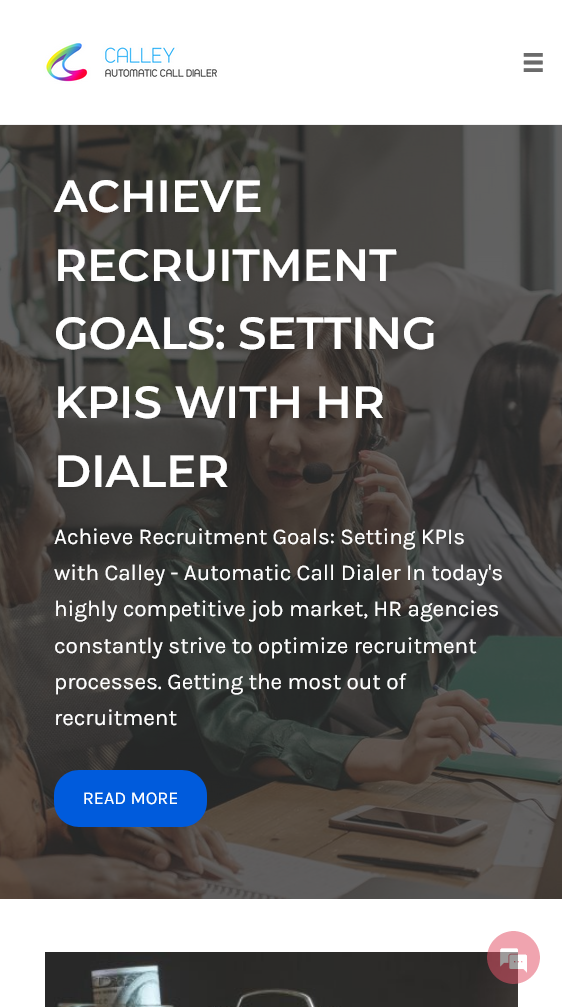 CALLEY
AUTOMATIC CALL DIALER
ACHIEVE
RECRUITMENT
GOALS: SETTING
KPIS WITH HR
DIALER
Achieve Recruitment Goals: Setting KPIs
with Calley - Automatic Call Dialer In today's
highly competitive job market, HR agencies
constantly strive to optimize recruitment
processes. Getting the most out of
recruitment
READ MORE